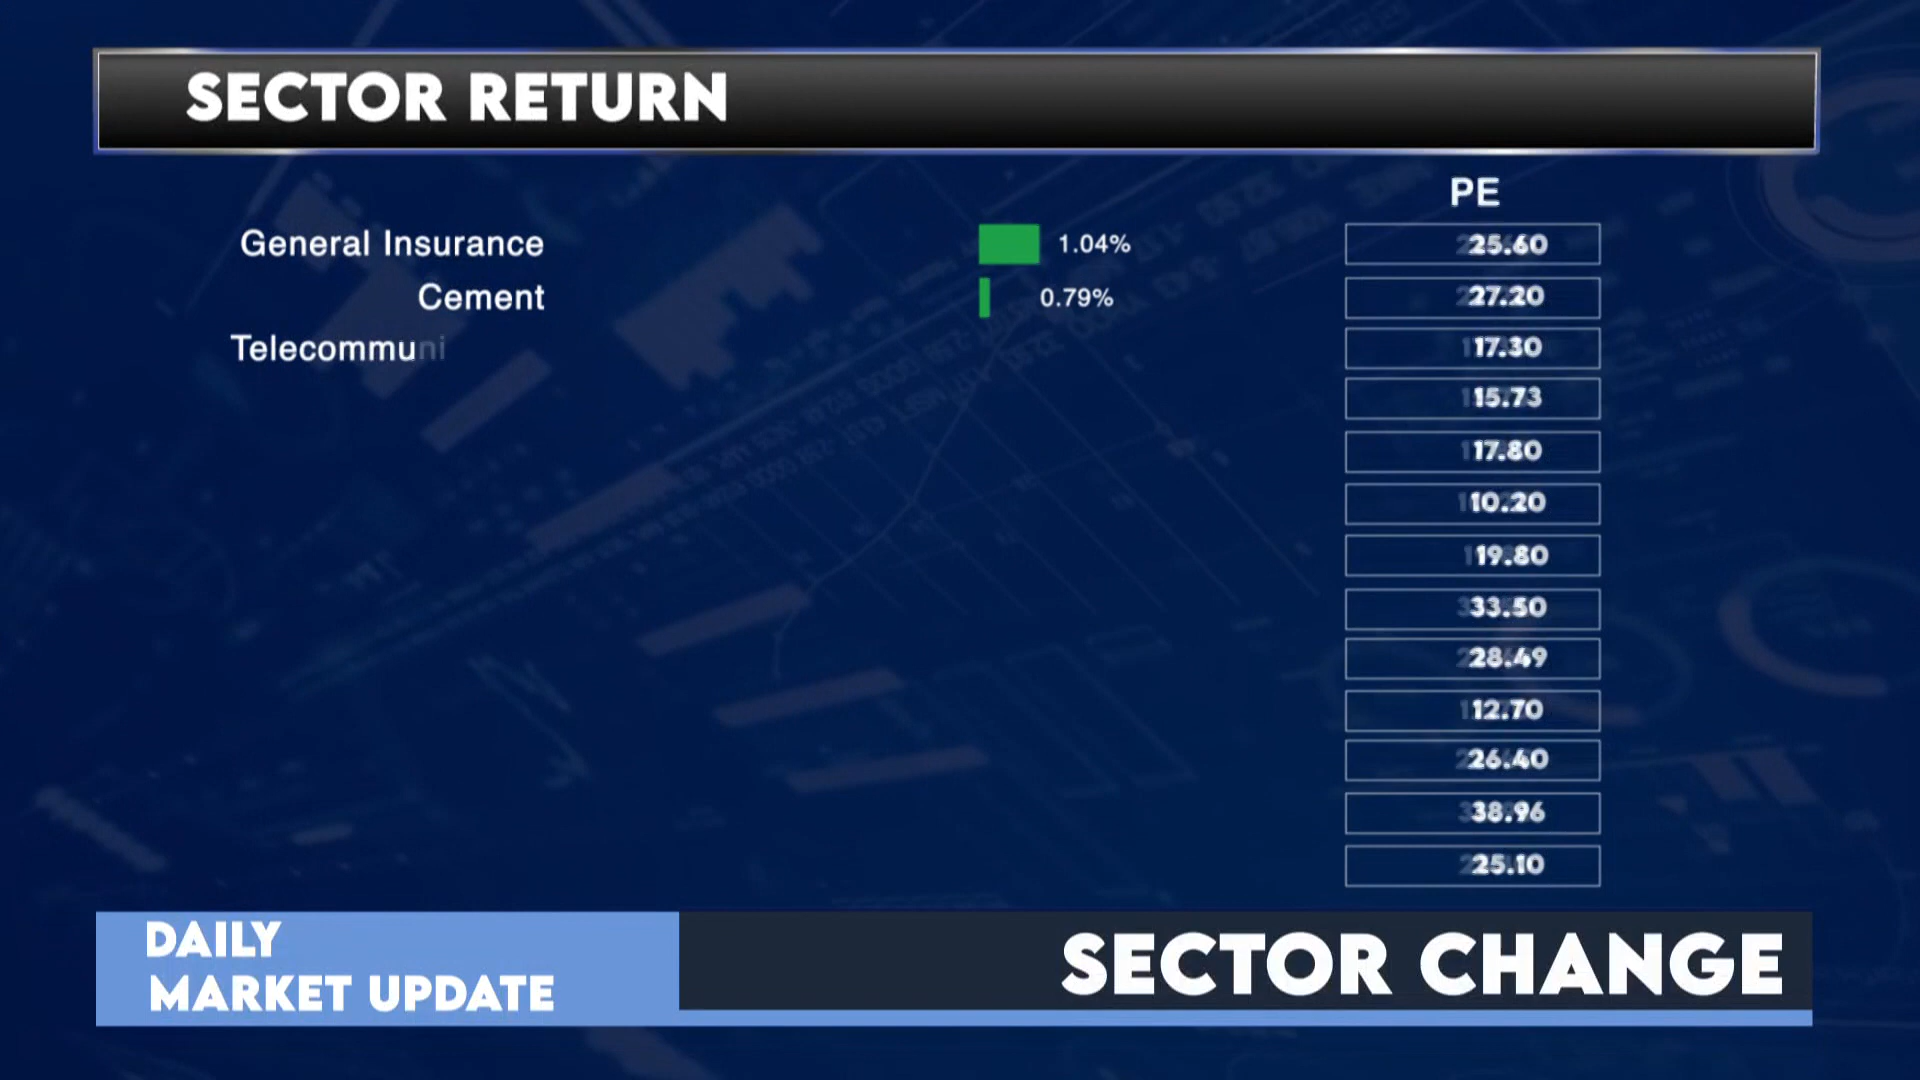 SECTOR RETURN
PE
General Insurance 1.04% 25.60
Cement 0.79% 27.20
Telecommuni 17.30
15.73
17.80
10.20
19.80
33.50
28.49
12.70
26.40
38.96
25.10
DAILY
MARKET UPDATE
SECTOR CHANGE